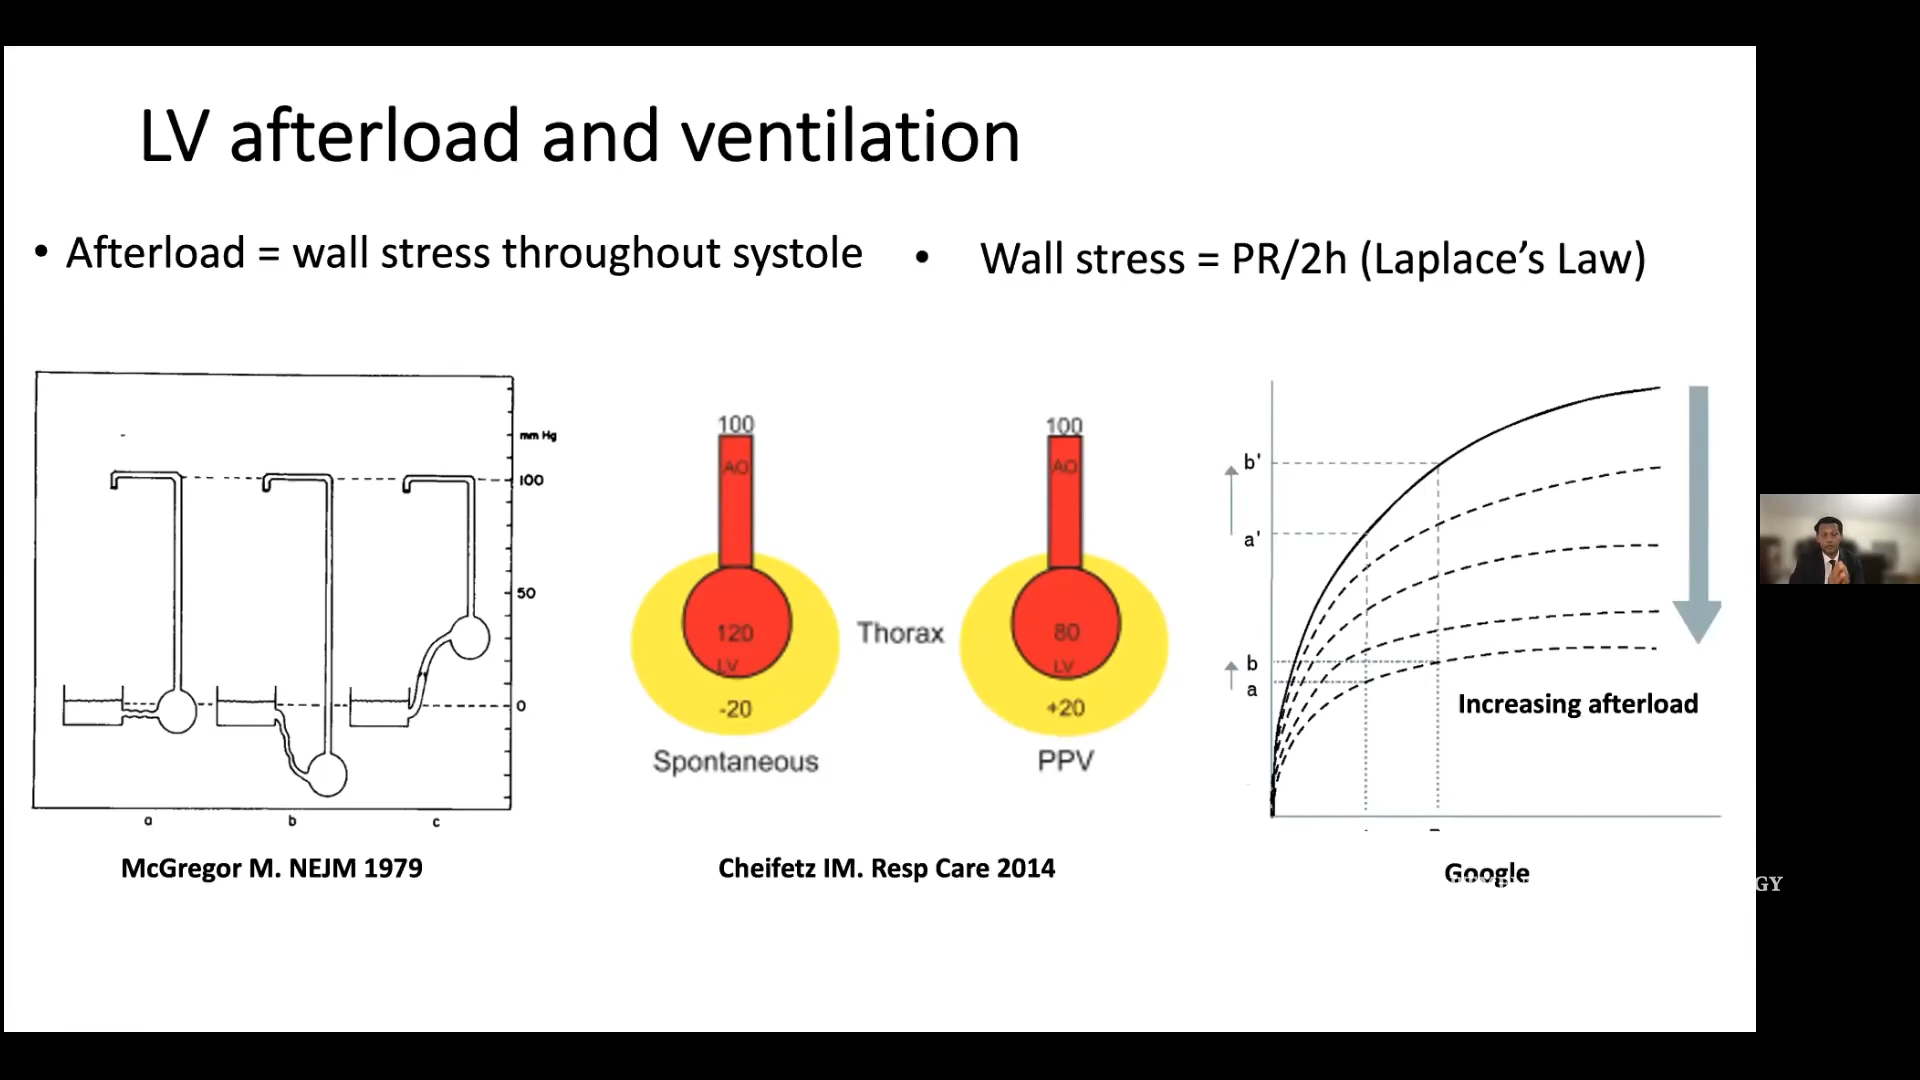 LV afterload and ventilation
• Afterload = wall stress throughout systole
• Wall stress = PR/2h (Laplace’s Law)
mm Hg
100
50
0
a b c
McGregor M. NEJM 1979
100
AO
120
LV
-20
Spontaneous
Thorax
100
AO
80
LV
+20
PPV
Cheifetz IM. Resp Care 2014
b'
a'
b
a
Increasing afterload
Google
GY